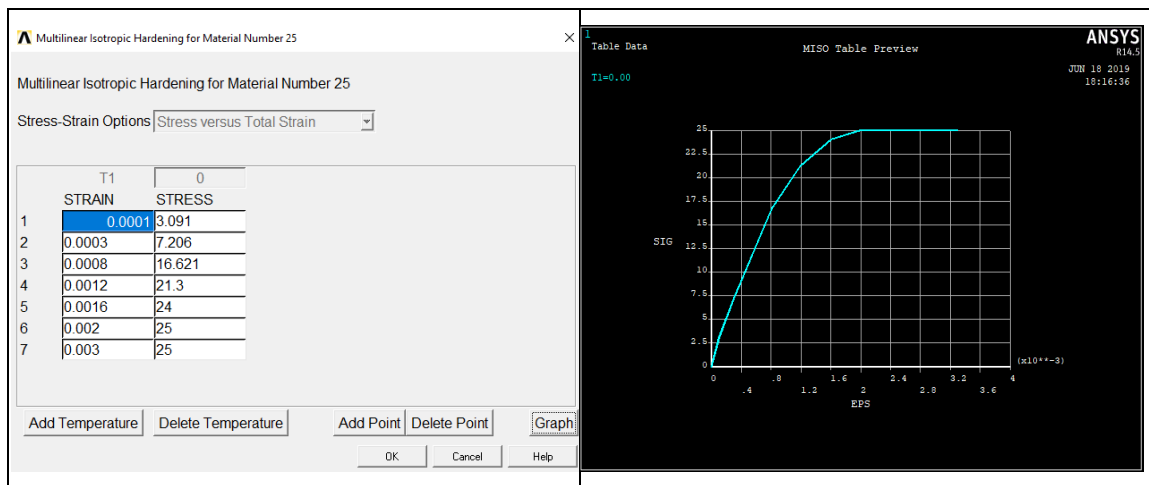 Multilinear Isotropic Hardening for Material Number 25
Multilinear Isotropic Hardening for Material Number 25
Stress-Strain Options Stress versus Total Strain
T1 0
STRAIN STRESS
1 0.0001 3.091
2 0.0003 7.206
3 0.0008 16.621
4 0.0012 21.3
5 0.0016 24
6 0.002 25
7 0.003 25
Add Temperature Delete Temperature Add Point Delete Point Graph
OK Cancel Help
1
Table Data MISO Table Preview ANSYS
R14.5
T1=0.00 JUN 18 2019
18:16:36
25
22.5
20
17.5
15
SIG 12.5
10
7.5
5
2.5
0
(x10**-3)
0 .8 1.6 2.4 3.2 4
.4 1.2 2 2.8 3.6
EPS